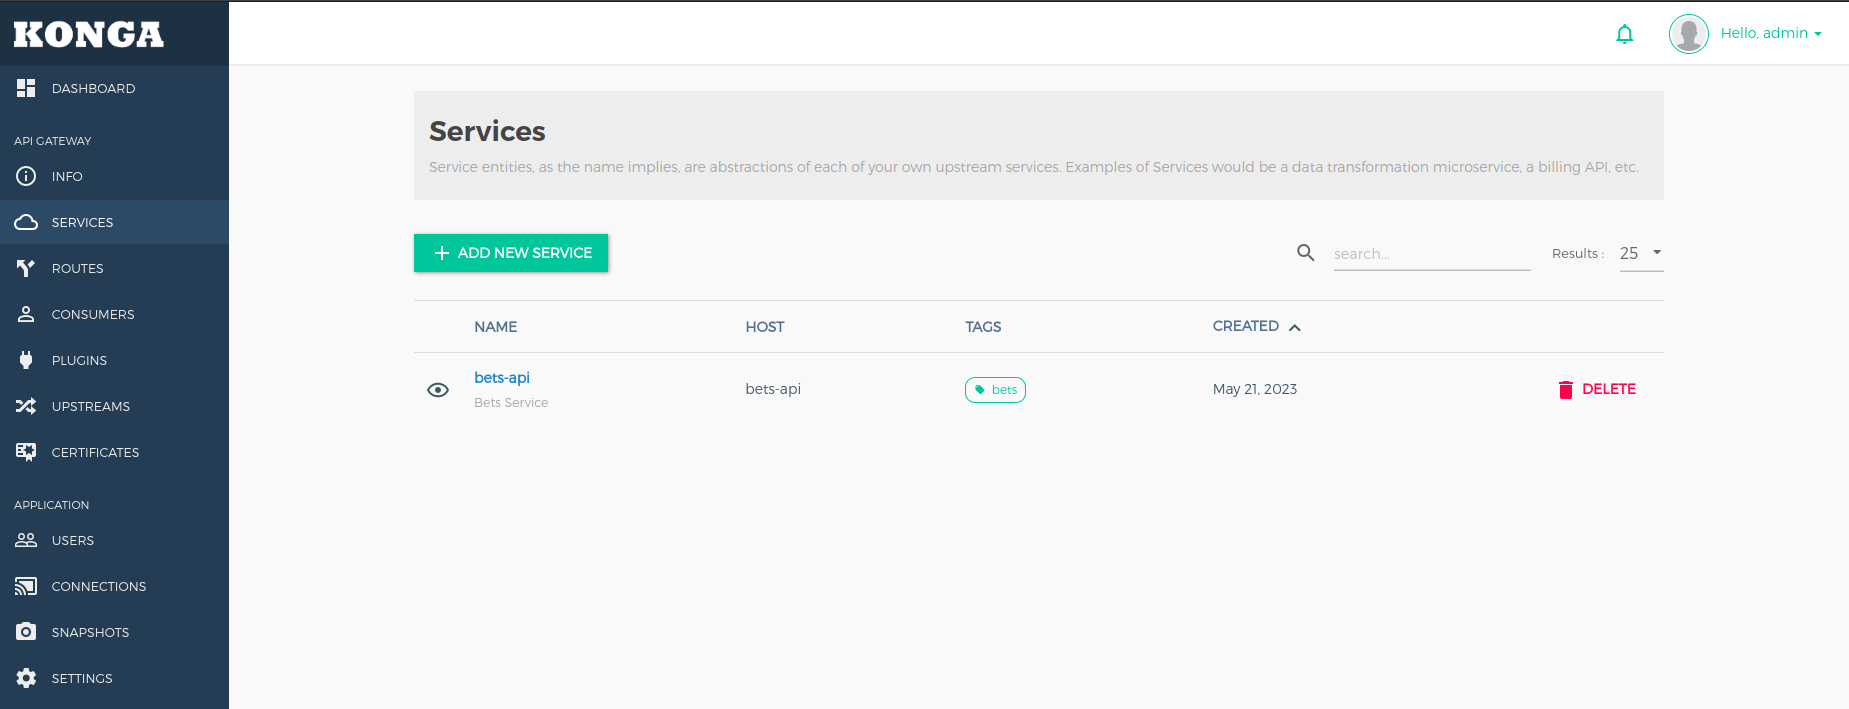 KONGA
Hello, admin
DASHBOARD
API GATEWAY
INFO
SERVICES
ROUTES
CONSUMERS
PLUGINS
UPSTREAMS
CERTIFICATES
APPLICATION
USERS
CONNECTIONS
SNAPSHOTS
SETTINGS
Services
Service entities, as the name implies, are abstractions of each of your own upstream services. Examples of Services would be a data transformation microservice, a billing API, etc.
ADD NEW SERVICE
search...
Results : 25
NAME HOST TAGS CREATED
bets-api bets-api bets May 21, 2023 DELETE
Bets Service